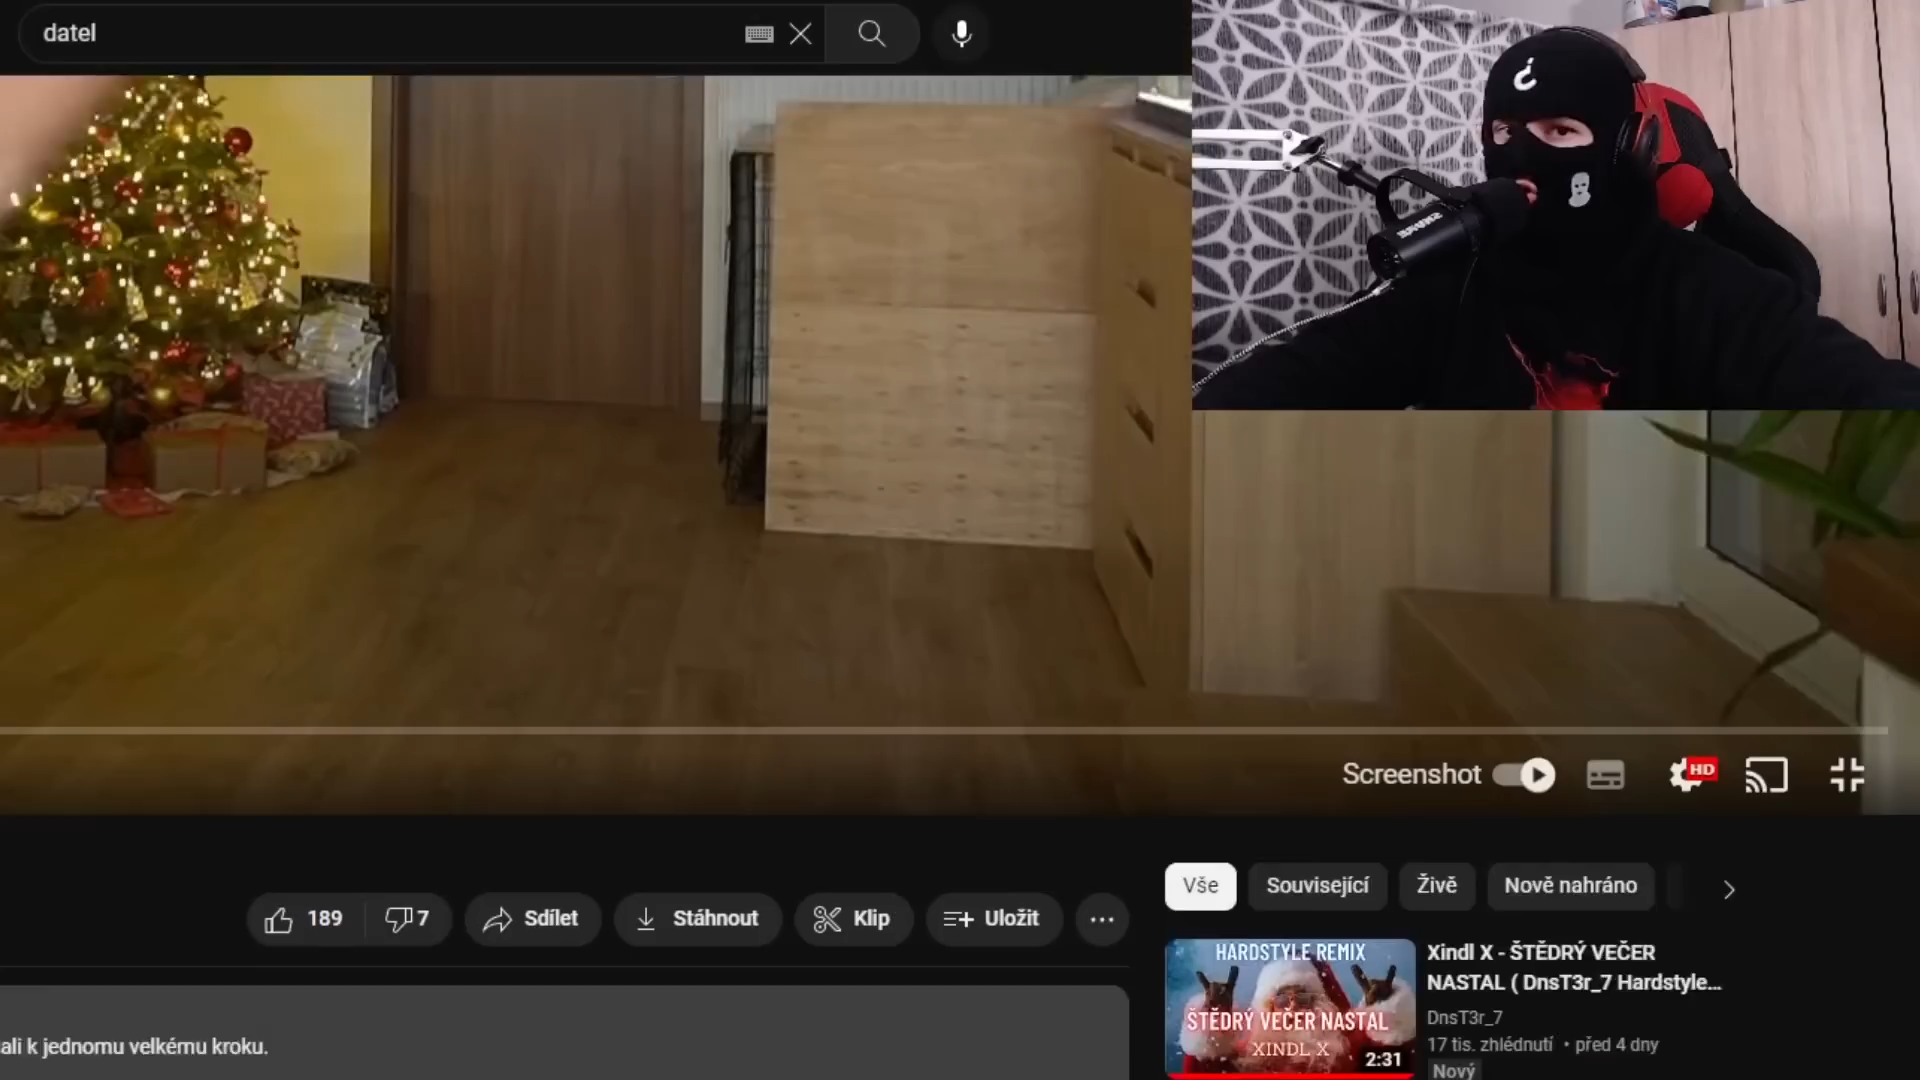 datel
SHURE
Screenshot
HD
Vše
Související
Živě
Nově nahráno
189
7
Sdílet
Stáhnout
Klip
Uložit
HARDSTYLE REMIX
ŠTĚDRÝ VEČER NASTAL
XINDL X
2:31
Xindl X - ŠTĚDRÝ VEČER
NASTAL ( DnsT3r_7 Hardstyle...
DnsT3r_7
17 tis. zhlédnutí • před 4 dny
Nový
ali k jednomu velkému kroku.